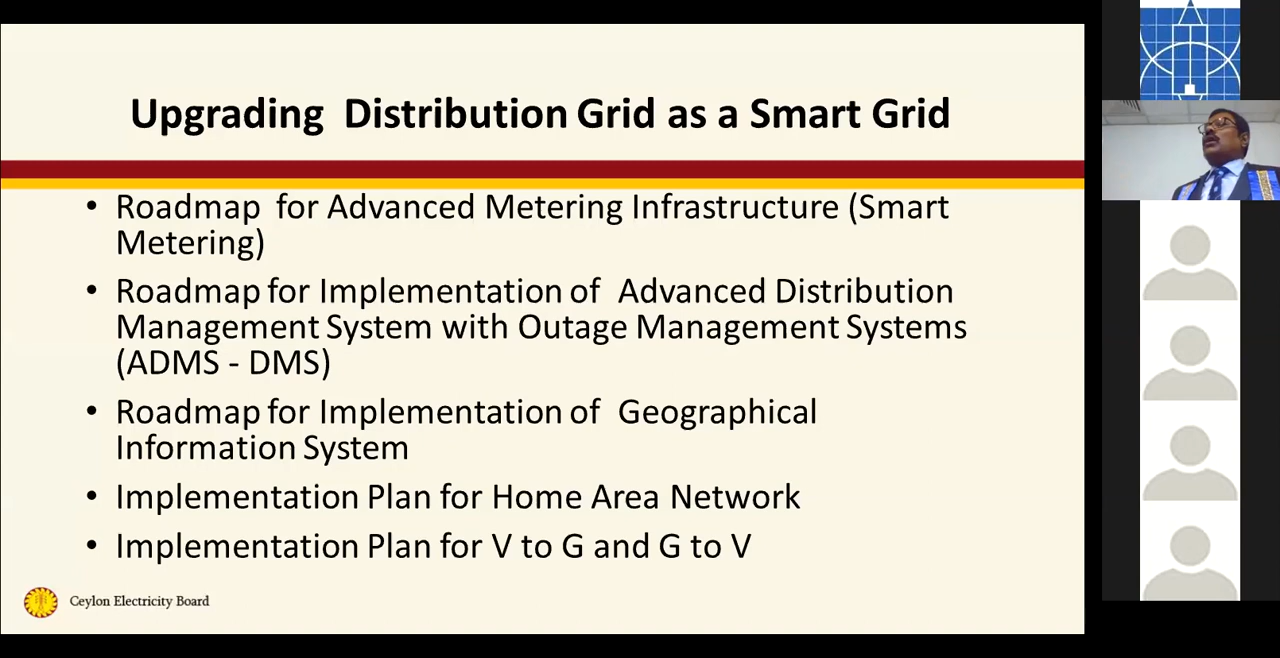 Upgrading Distribution Grid as a Smart Grid
• Roadmap for Advanced Metering Infrastructure (Smart
Metering)
• Roadmap for Implementation of Advanced Distribution
Management System with Outage Management Systems
(ADMS - DMS)
• Roadmap for Implementation of Geographical
Information System
• Implementation Plan for Home Area Network
• Implementation Plan for V to G and G to V
Ceylon Electricity Board